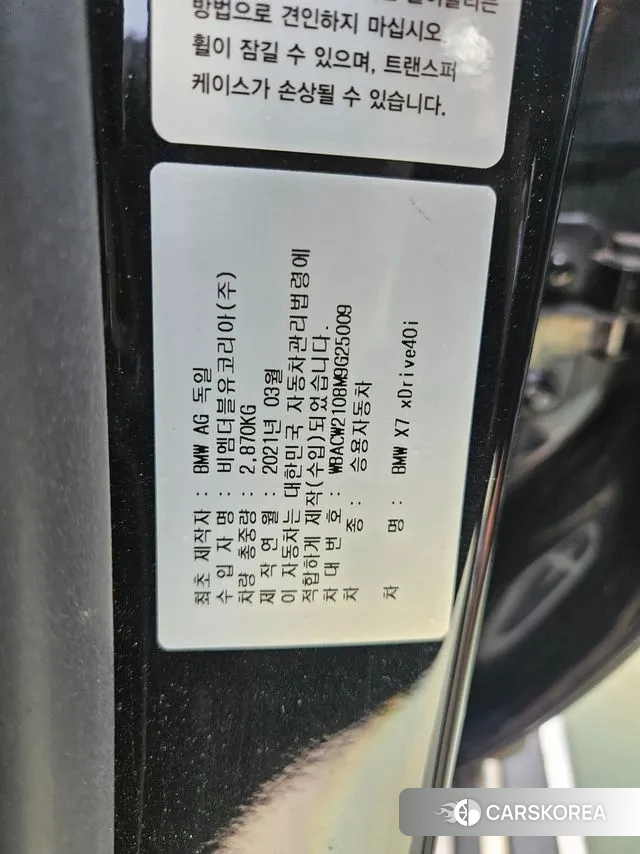 방법으로 견인하지 마십시오
휠이 잠길 수 있으며, 트랜스퍼
케이스가 손상될 수 있습니다.
최초 제작자 : BMW AG 독일
수 입 자 명 : 비엠더블유코리아(주)
차량 총중량 : 2,870KG
제 작 연 월 : 2021년 03월
이 자동차는 대한민국 자동차관리법령에
적합하게 제작(수입)되었습니다.
차 대 번 호 : WBACW2108M9G25009
차 종 : 승용자동차
차 명 : BMW X7 xDrive40i
CARSKOREA